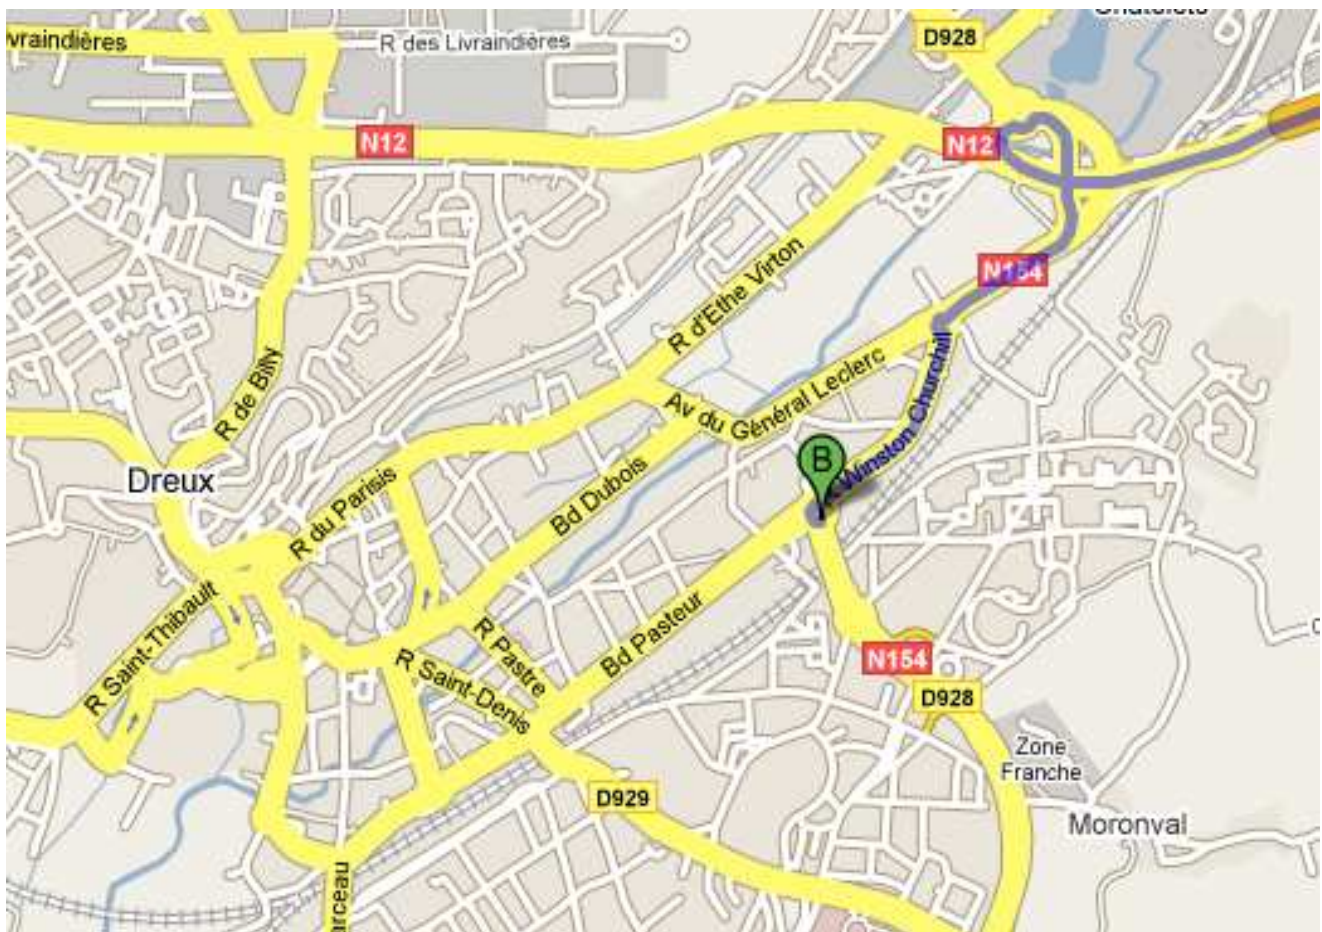 Châtelets
D928
vraindières
R des Livraindières
N12
N12
R d'Ethe Virton
N154
R de Billy
Av du Général Leclerc
Winston Churchill
B
Dreux
R du Parisis
Bd Dubois
R Saint-Thibault
R Pastre
Bd Pasteur
R Saint-Denis
N154
D928
Zone
Franche
D929
Moronval
arceau